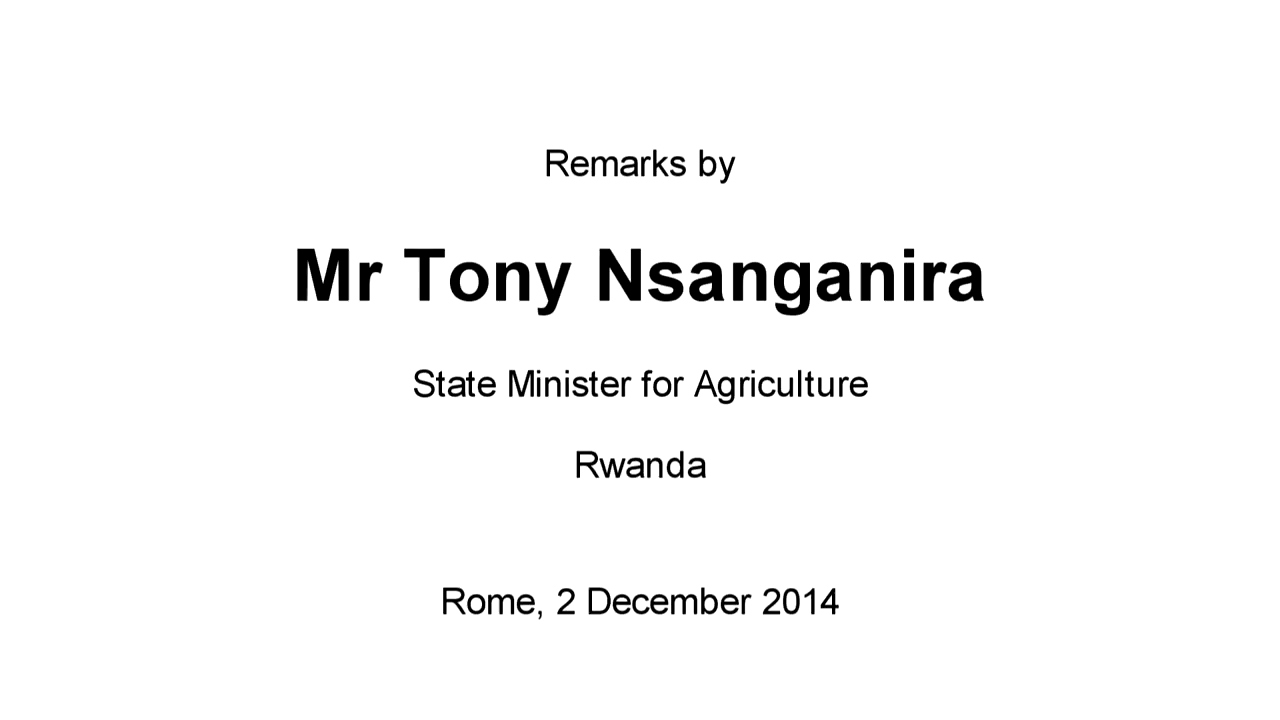 Remarks by
Mr Tony Nsanganira
State Minister for Agriculture
Rwanda
Rome, 2 December 2014